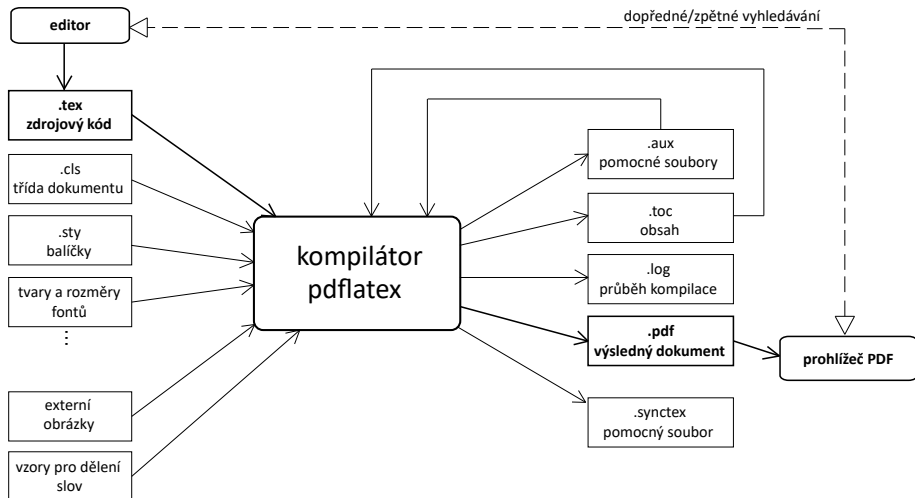 dopředné/zpětné vyhledávání
editor
.tex
zdrojový kód
.cls
třída dokumentu
.sty
balíčky
tvary a rozměry
fontů
⋮
externí
obrázky
vzory pro dělení
slov
kompilátor
pdflatex
.aux
pomocné soubory
.toc
obsah
.log
průběh kompilace
.pdf
výsledný dokument
.synctex
pomocný soubor
prohlížeč PDF